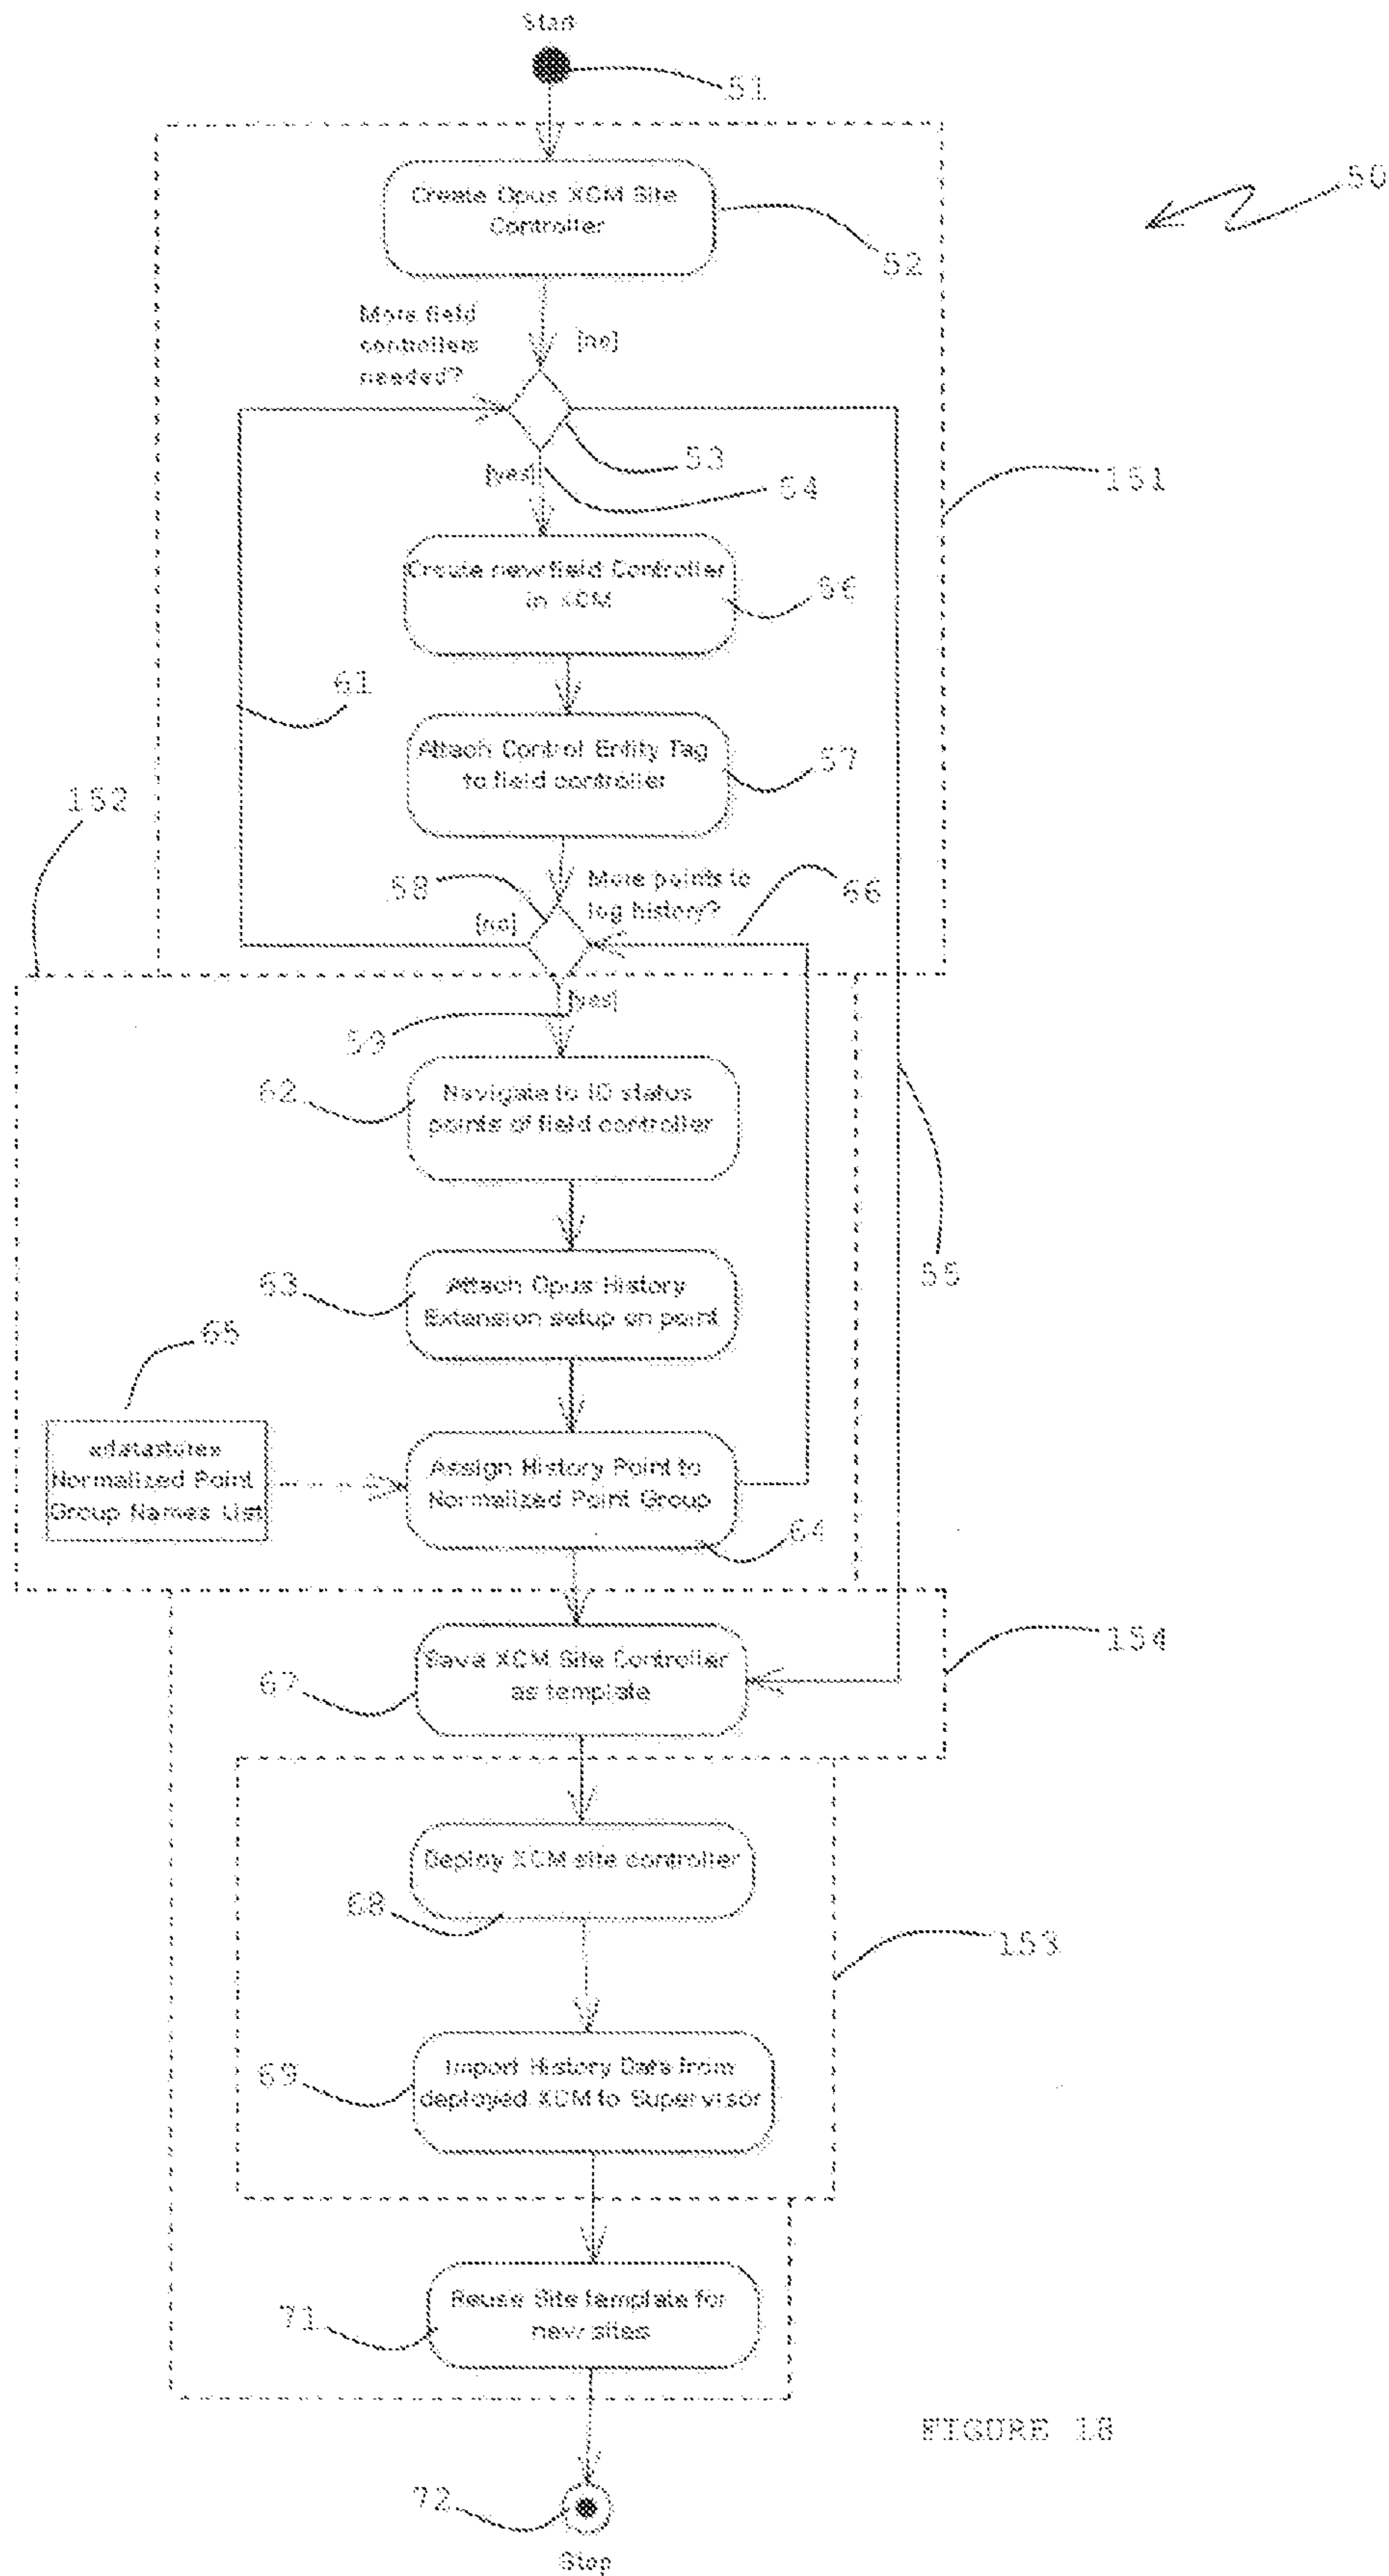 Start
51
50
Create Opus XCM Site
Controller
52
More field
controllers
needed?
[no]
53
[yes]
54
151
Create new field Controller
in XCM
56
61
Attach Control Entity Tag
to field controller
57
152
58
More points to
log history?
66
[no]
[yes]
59
62
Navigate to IO status
points of field controller
55
63
Attach Opus History
Extension setup on point
65
«datastore»
Normalized Point
Group Names List
Assign History Point to
Normalized Point Group
64
154
67
Save XCM Site Controller
as template
Deploy XCM site controller
68
153
69
Import History Data from
deployed XCM to Supervisor
71
Reuse Site template for
new sites
FIGURE 18
72
Stop